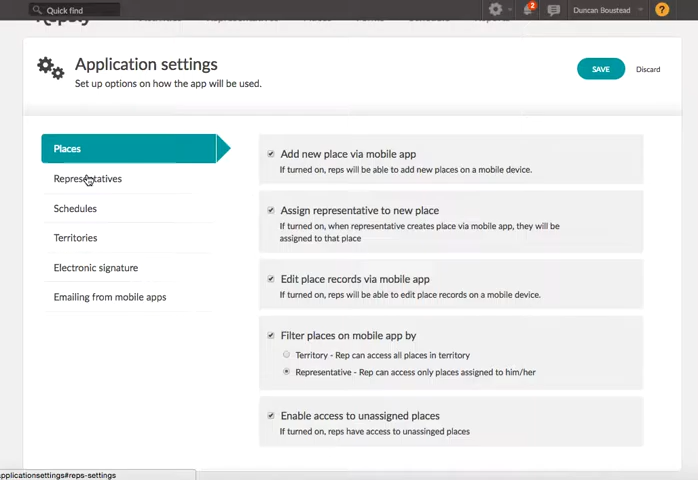 Quick find
2
Duncan Boustead
?
Application settings
Set up options on how the app will be used.
SAVE
Discard
Places
Representatives
Schedules
Territories
Electronic signature
Emailing from mobile apps
Add new place via mobile app
If turned on, reps will be able to add new places on a mobile device.
Assign representative to new place
If turned on, when representative creates place via mobile app, they will be
assigned to that place
Edit place records via mobile app
If turned on, reps will be able to edit place records on a mobile device.
Filter places on mobile app by
Territory - Rep can access all places in territory
Representative - Rep can access only places assigned to him/her
Enable access to unassigned places
If turned on, reps have access to unassinged places
applicationsettings#reps-settings